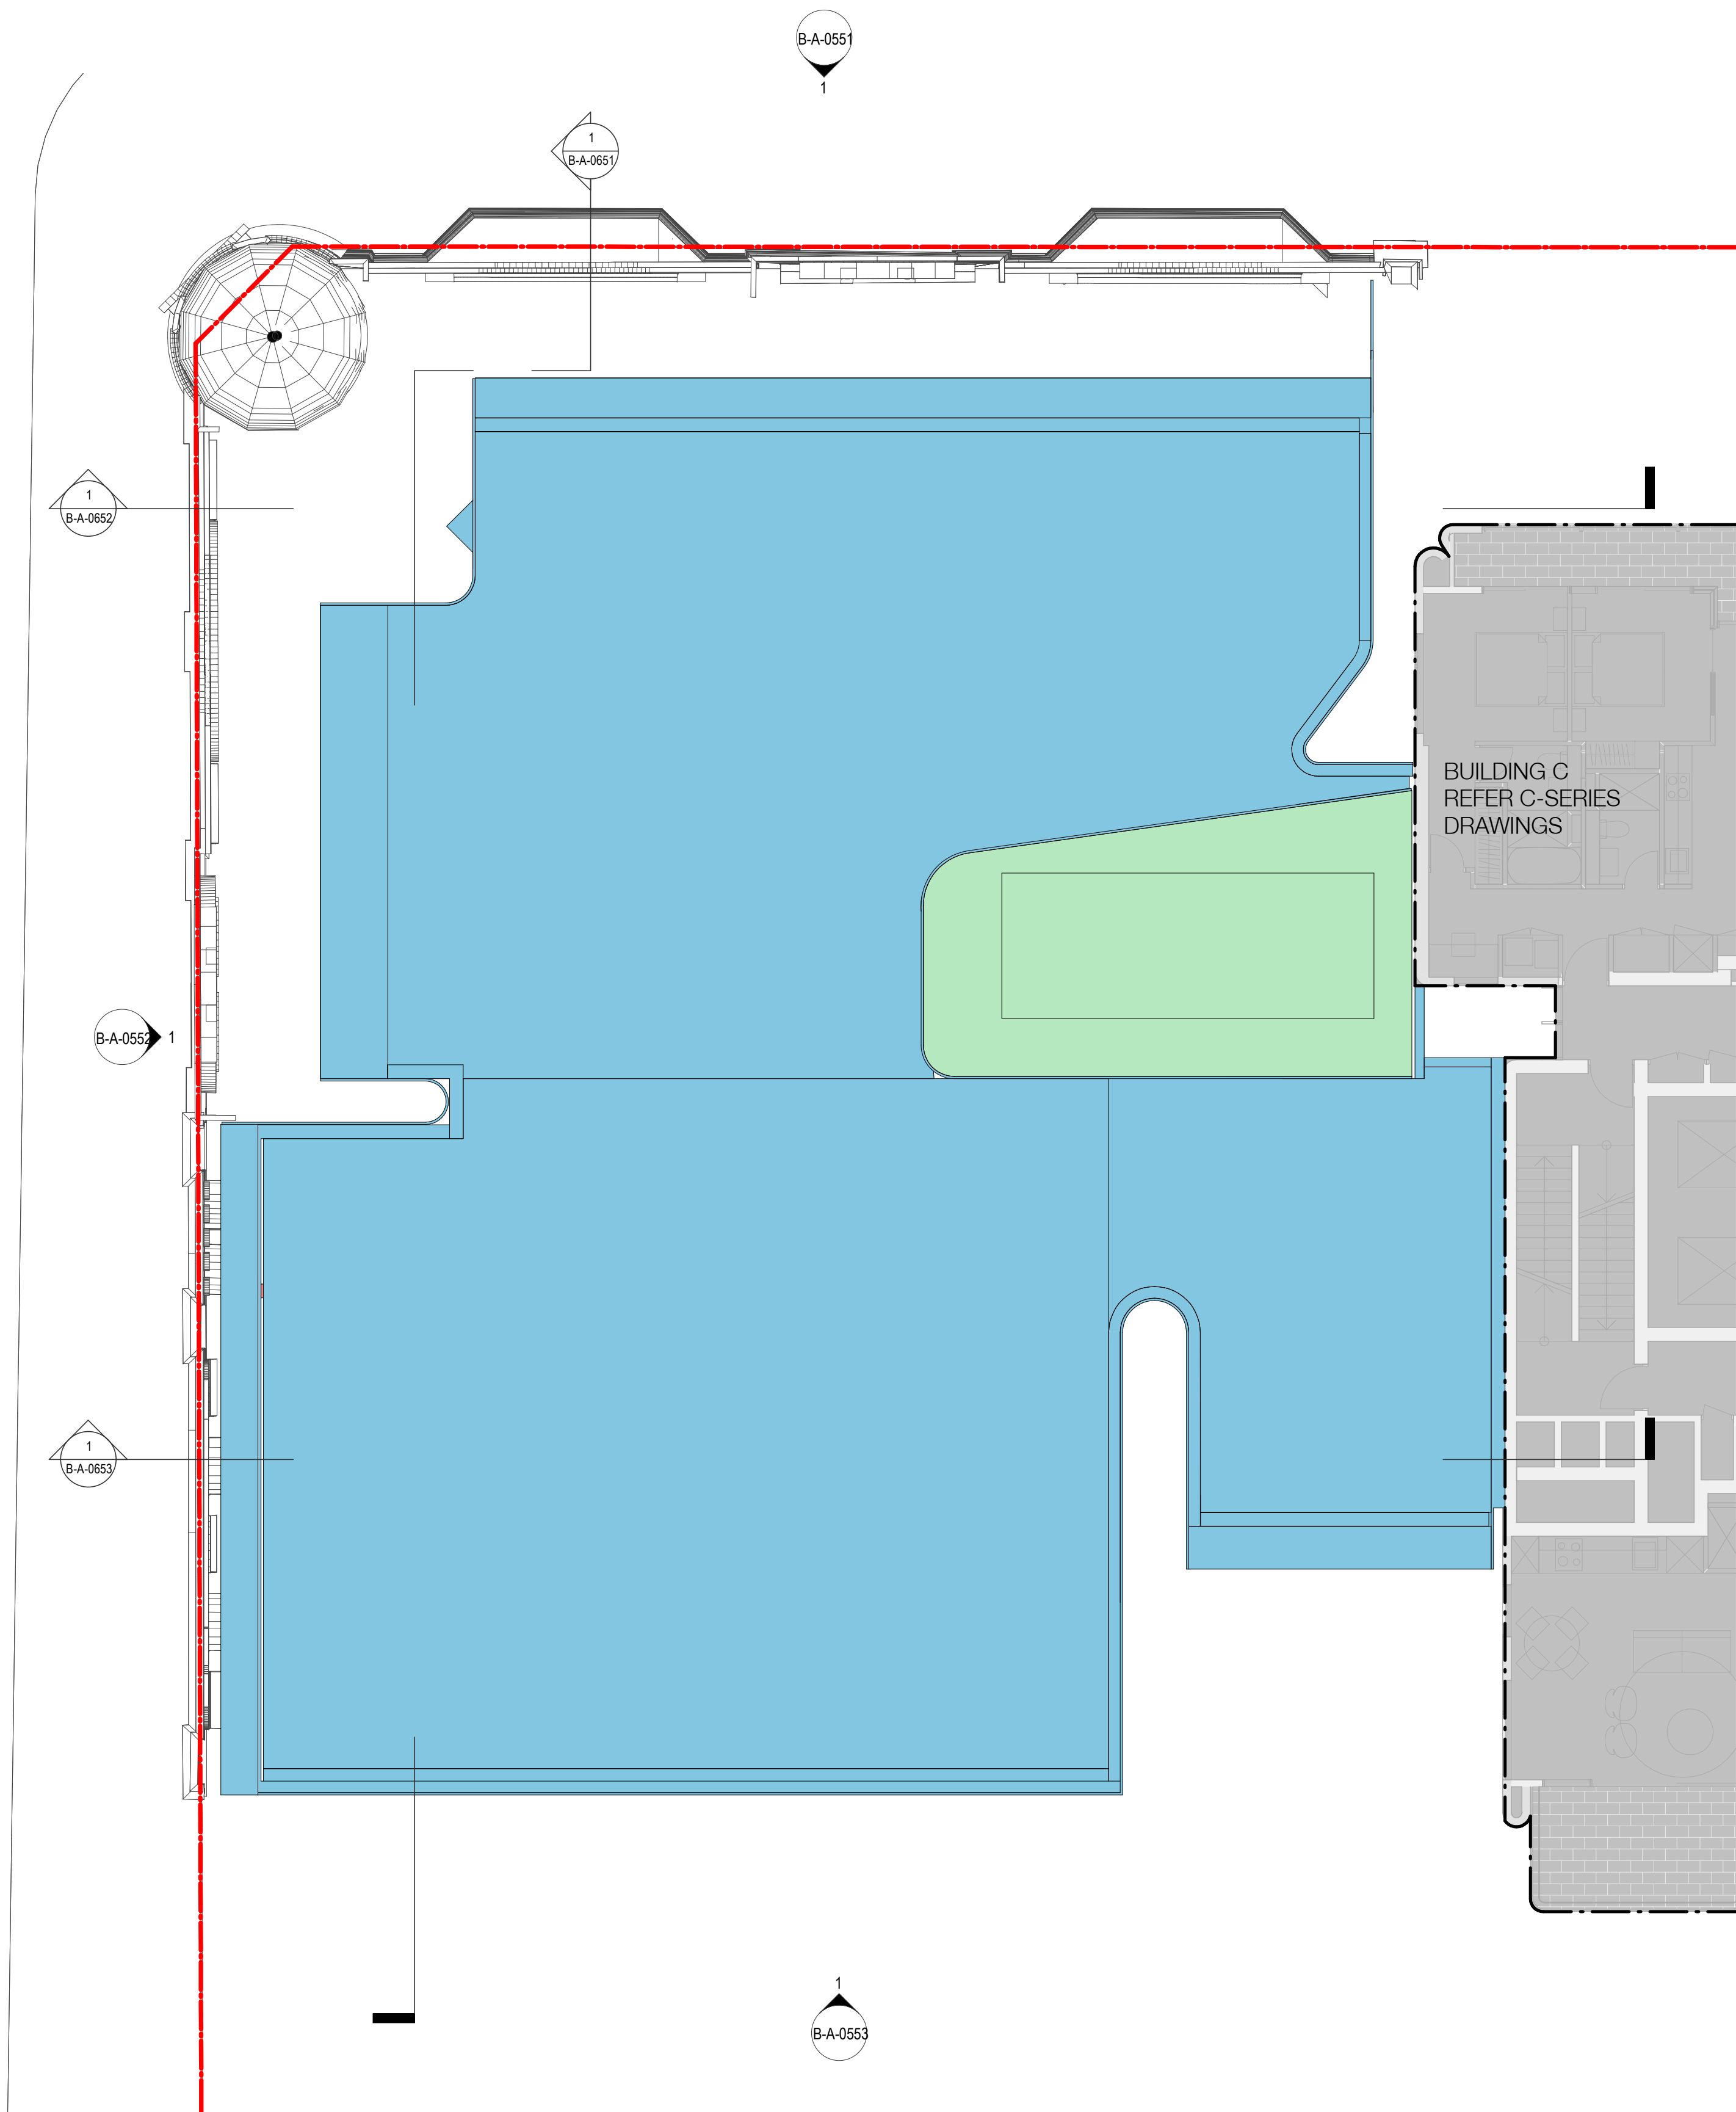 B-A-0551
1
1
B-A-0651
1
B-A-0652
BUILDING C
REFER C-SERIES
DRAWINGS
B-A-0552
1
1
B-A-0653
1
B-A-0553